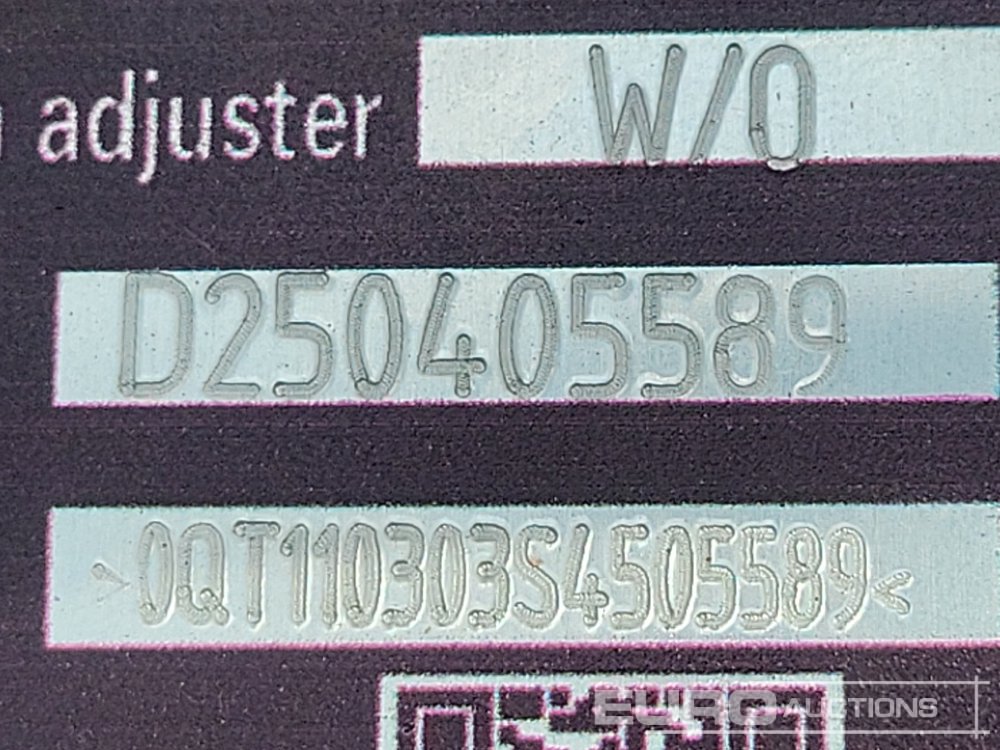 adjuster W/O
D250405589
>0QT110303S4505589<
EURO AUCTIONS